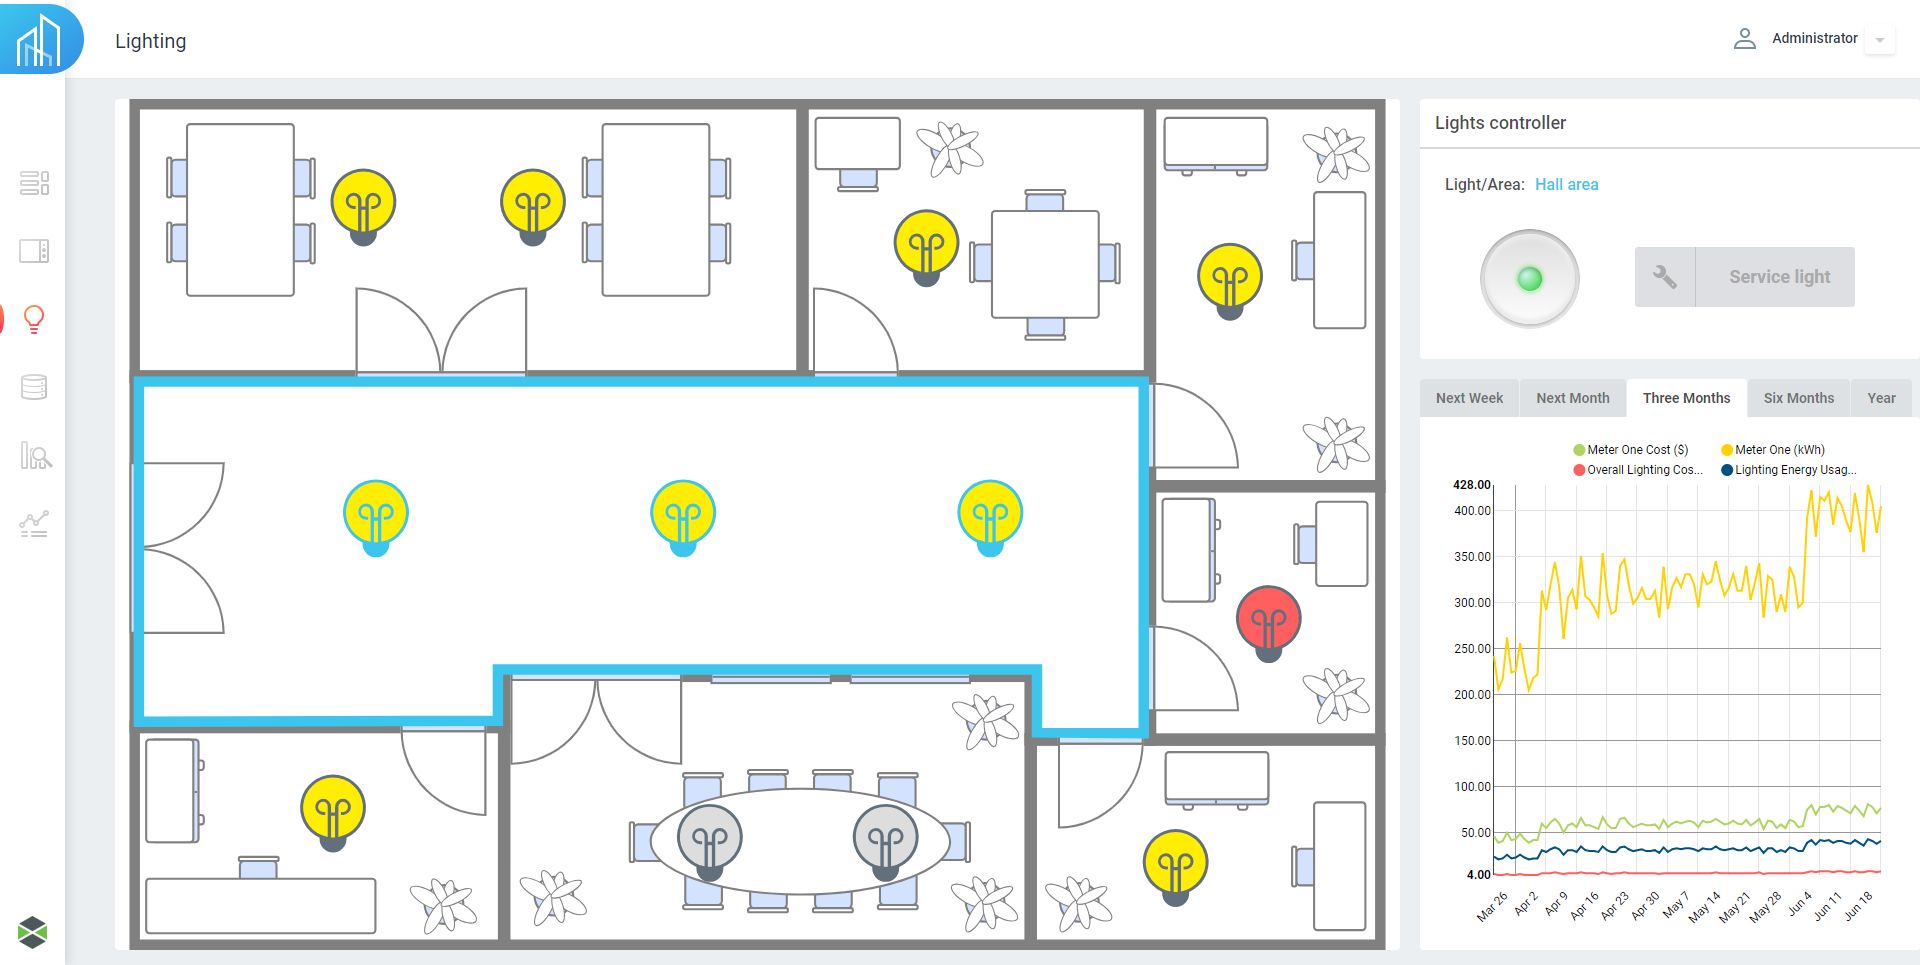 Lighting
Administrator
Lights controller
Light/Area: Hall area
Service light
Next Week Next Month Three Months Six Months Year
Meter One Cost ($) Meter One (kWh)
Overall Lighting Cos... Lighting Energy Usag...
428.00
400.00
350.00
300.00
250.00
200.00
150.00
100.00
50.00
4.00
Mar 26 Apr 2 Apr 9 Apr 16 Apr 23 Apr 30 May 7 May 14 May 21 May 28 Jun 4 Jun 11 Jun 18